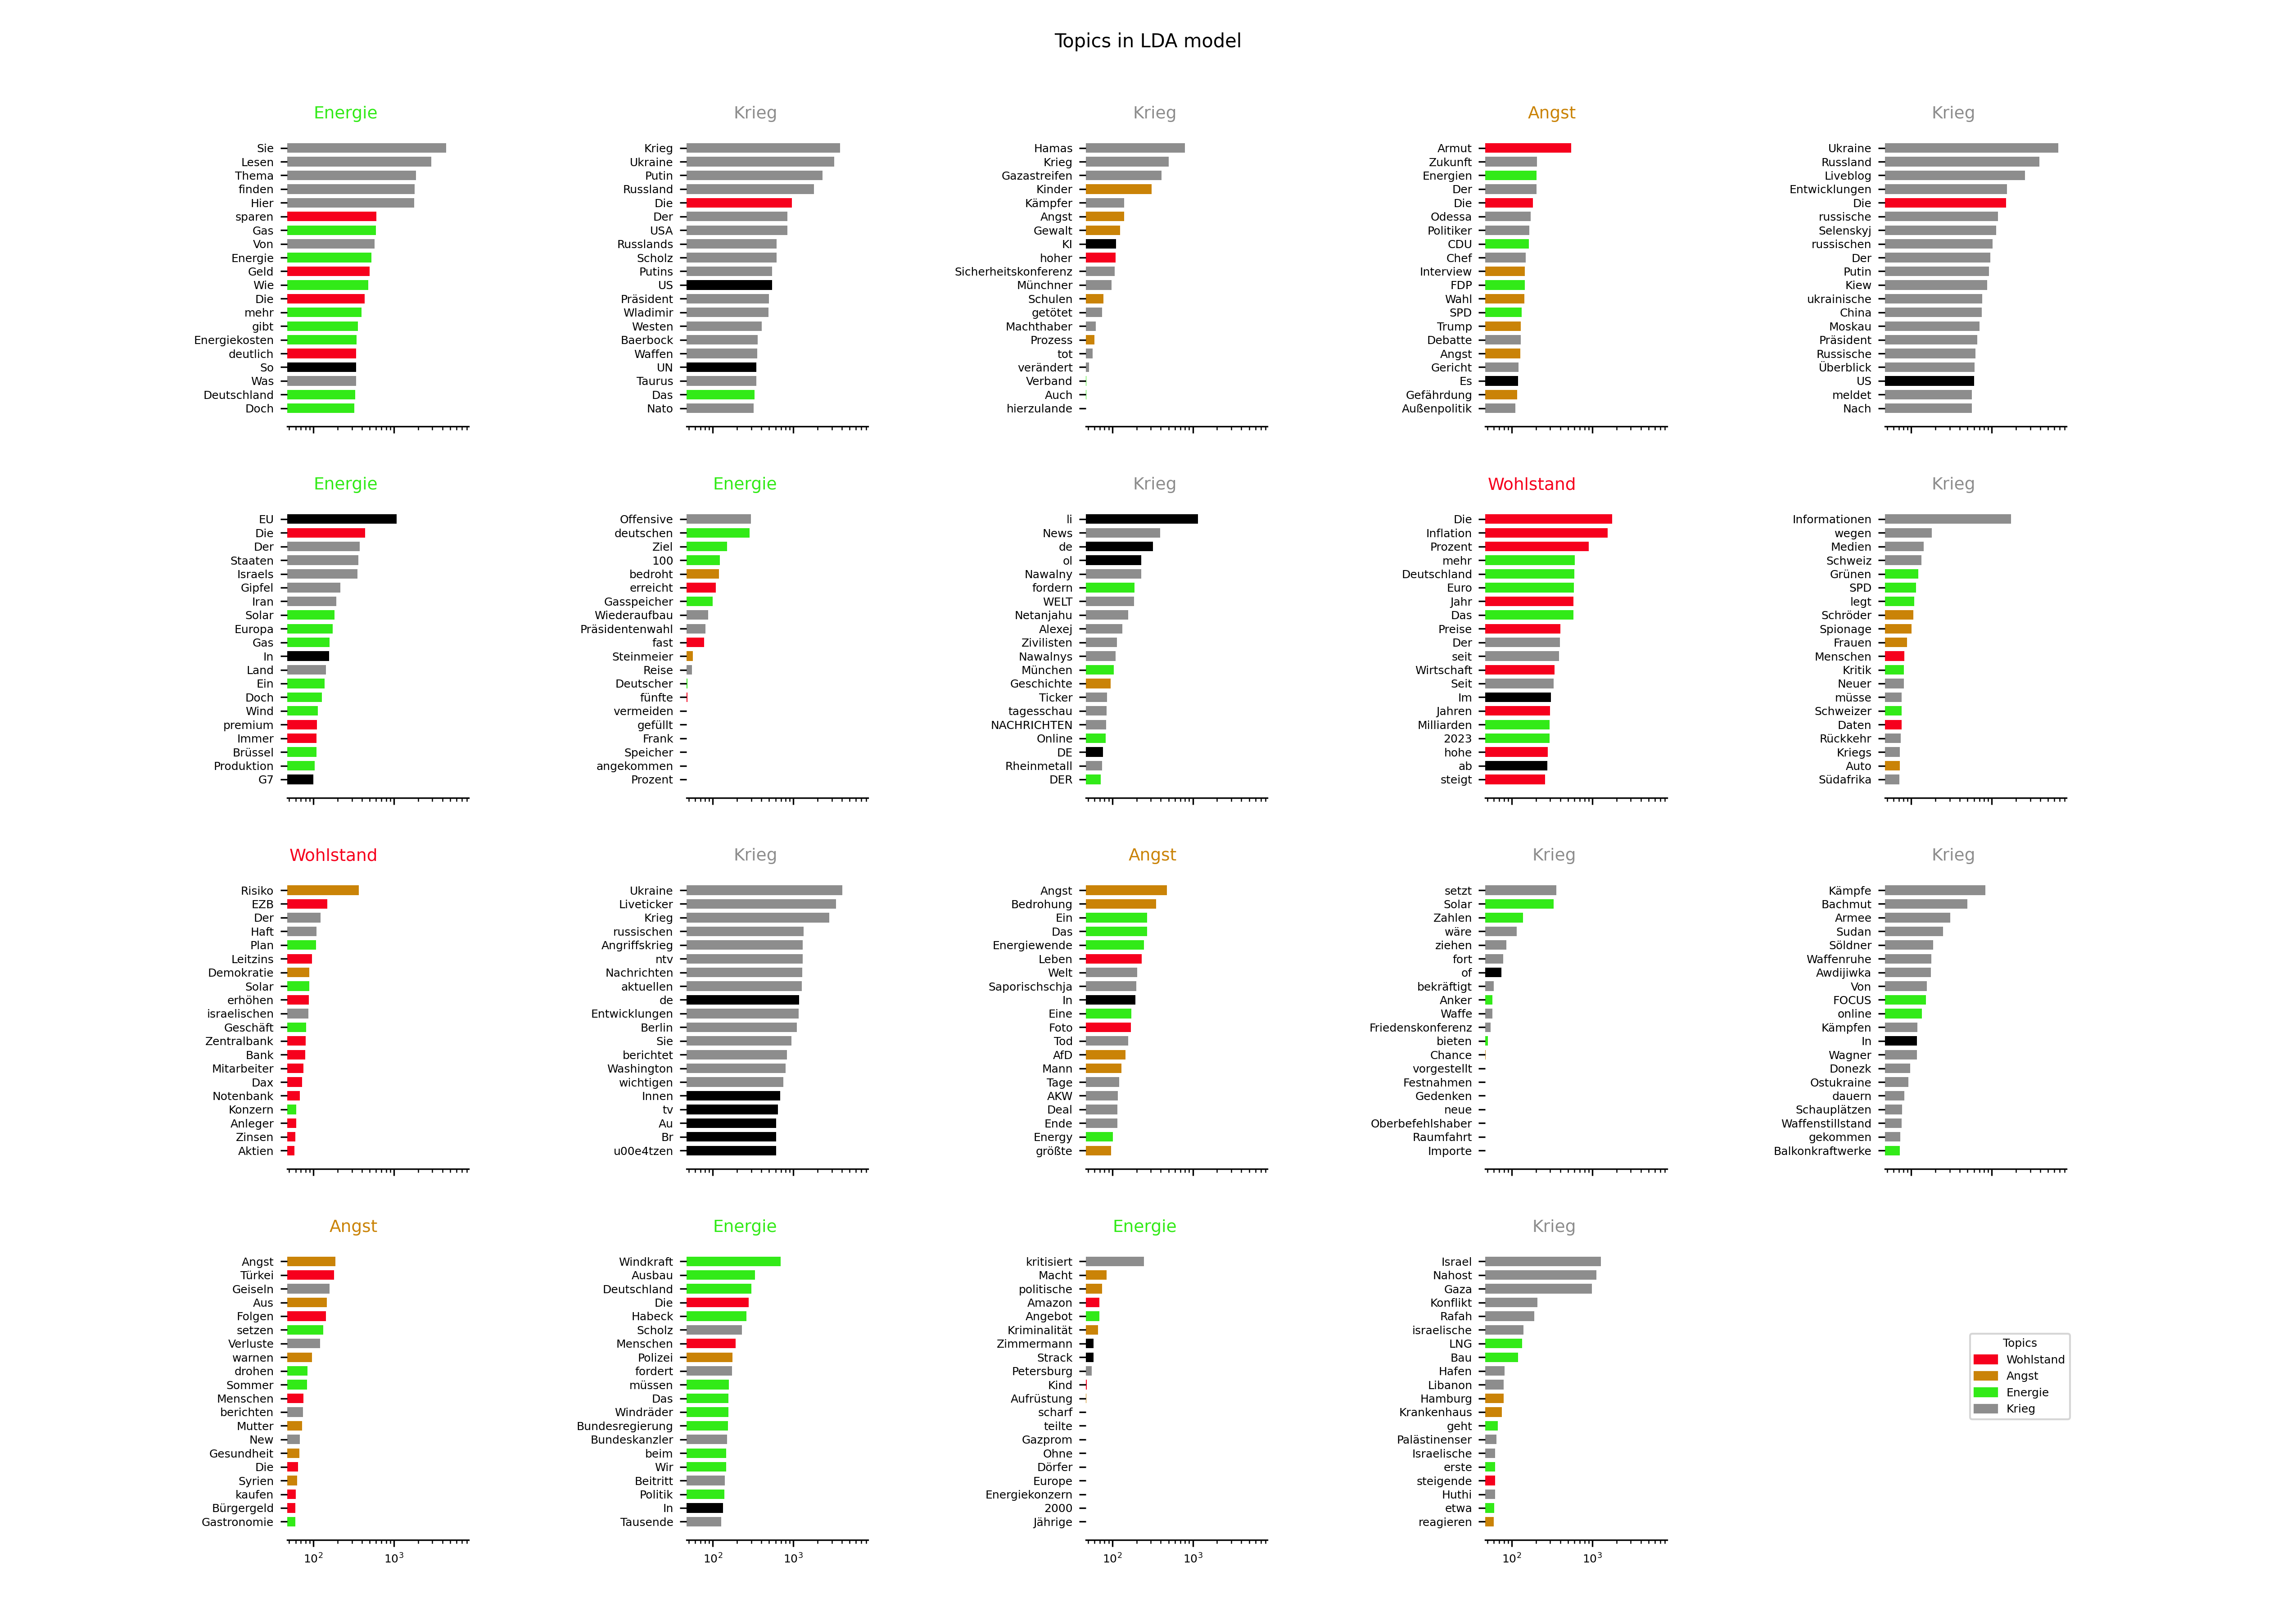 Topics in LDA model
Energie
Sie
Lesen
Thema
finden
Hier
sparen
Gas
Von
Energie
Geld
Wie
Die
mehr
gibt
Energiekosten
deutlich
So
Was
Deutschland
Doch
Krieg
Krieg
Ukraine
Putin
Russland
Die
Der
USA
Russlands
Scholz
Putins
US
Präsident
Wladimir
Westen
Baerbock
Waffen
UN
Taurus
Das
Nato
Krieg
Hamas
Krieg
Gazastreifen
Kinder
Kämpfer
Angst
Gewalt
KI
hoher
Sicherheitskonferenz
Münchner
Schulen
getötet
Machthaber
Prozess
tot
verändert
Verband
Auch
hierzulande
Angst
Armut
Zukunft
Energien
Der
Die
Odessa
Politiker
CDU
Chef
Interview
FDP
Wahl
SPD
Trump
Debatte
Angst
Gericht
Es
Gefährdung
Außenpolitik
Krieg
Ukraine
Russland
Liveblog
Entwicklungen
Die
russische
Selenskyj
russischen
Der
Putin
Kiew
ukrainische
China
Moskau
Präsident
Russische
Überblick
US
meldet
Nach
Energie
EU
Die
Der
Staaten
Israels
Gipfel
Iran
Solar
Europa
Gas
In
Land
Ein
Doch
Wind
premium
Immer
Brüssel
Produktion
G7
Energie
Offensive
deutschen
Ziel
100
bedroht
erreicht
Gasspeicher
Wiederaufbau
Präsidentenwahl
fast
Steinmeier
Reise
Deutscher
fünfte
vermeiden
gefüllt
Frank
Speicher
angekommen
Prozent
Krieg
li
News
de
ol
Nawalny
fordern
WELT
Netanjahu
Alexej
Zivilisten
Nawalnys
München
Geschichte
Ticker
tagesschau
NACHRICHTEN
Online
DE
Rheinmetall
DER
Wohlstand
Die
Inflation
Prozent
mehr
Deutschland
Euro
Jahr
Das
Preise
Der
seit
Wirtschaft
Seit
Im
Jahren
Milliarden
2023
hohe
ab
steigt
Krieg
Informationen
wegen
Medien
Schweiz
Grünen
SPD
legt
Schröder
Spionage
Frauen
Menschen
Kritik
Neuer
müsse
Schweizer
Daten
Rückkehr
Kriegs
Auto
Südafrika
Wohlstand
Risiko
EZB
Der
Haft
Plan
Leitzins
Demokratie
Solar
erhöhen
israelischen
Geschäft
Zentralbank
Bank
Mitarbeiter
Dax
Notenbank
Konzern
Anleger
Zinsen
Aktien
Krieg
Ukraine
Liveticker
Krieg
russischen
Angriffskrieg
ntv
Nachrichten
aktuellen
de
Entwicklungen
Berlin
Sie
berichtet
Washington
wichtigen
Innen
tv
Au
Br
u00e4tzen
Angst
Angst
Bedrohung
Ein
Das
Energiewende
Leben
Welt
Saporischschja
In
Eine
Foto
Tod
AfD
Mann
Tage
AKW
Deal
Ende
Energy
größte
Krieg
setzt
Solar
Zahlen
wäre
ziehen
fort
of
bekräftigt
Anker
Waffe
Friedenskonferenz
bieten
Chance
vorgestellt
Festnahmen
Gedenken
neue
Oberbefehlshaber
Raumfahrt
Importe
Krieg
Kämpfe
Bachmut
Armee
Sudan
Söldner
Waffenruhe
Awdijiwka
Von
FOCUS
online
Kämpfen
In
Wagner
Donezk
Ostukraine
dauern
Schauplätzen
Waffenstillstand
gekommen
Balkonkraftwerke
Angst
Angst
Türkei
Geiseln
Aus
Folgen
setzen
Verluste
warnen
drohen
Sommer
Menschen
berichten
Mutter
New
Gesundheit
Die
Syrien
kaufen
Bürgergeld
Gastronomie
10²
10³
Energie
Windkraft
Ausbau
Deutschland
Die
Habeck
Scholz
Menschen
Polizei
fordert
müssen
Das
Windräder
Bundesregierung
Bundeskanzler
beim
Wir
Beitritt
Politik
In
Tausende
10²
10³
Energie
kritisiert
Macht
politische
Amazon
Angebot
Kriminalität
Zimmermann
Strack
Petersburg
Kind
Aufrüstung
scharf
teilte
Gazprom
Ohne
Dörfer
Europe
Energiekonzern
2000
Jährige
10²
10³
Krieg
Israel
Nahost
Gaza
Konflikt
Rafah
israelische
LNG
Bau
Hafen
Libanon
Hamburg
Krankenhaus
geht
Palästinenser
Israelische
erste
steigende
Huthi
etwa
reagieren
10²
10³
Topics
Wohlstand
Angst
Energie
Krieg